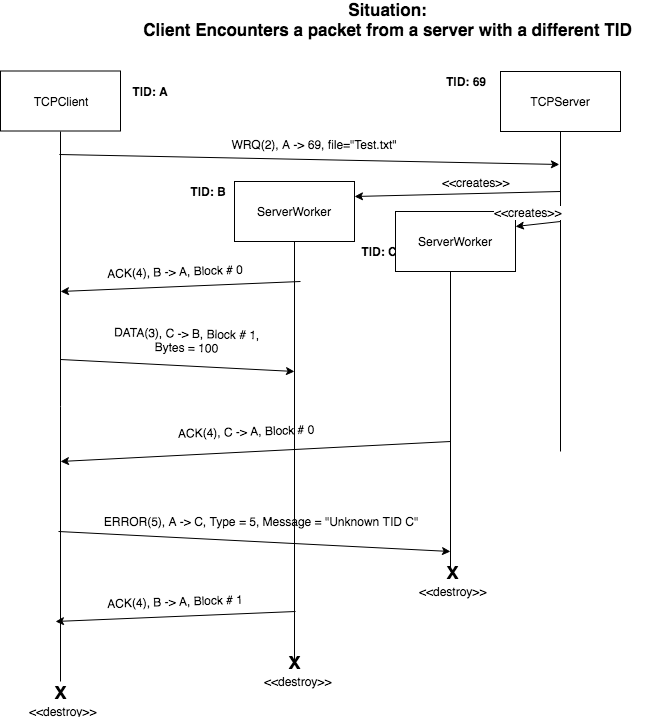 Situation:
Client Encounters a packet from a server with a different TID
TCPClient
TID: A
TID: 69
TCPServer
WRQ(2), A -> 69, file="Test.txt"
<<creates>>
TID: B
ServerWorker
<<creates>>
TID: C
ServerWorker
ACK(4), B -> A, Block # 0
DATA(3), C -> B, Block # 1,
Bytes = 100
ACK(4), C -> A, Block # 0
ERROR(5), A -> C, Type = 5, Message = "Unknown TID C"
X
<<destroy>>
ACK(4), B -> A, Block # 1
X
<<destroy>>
X
<<destroy>>